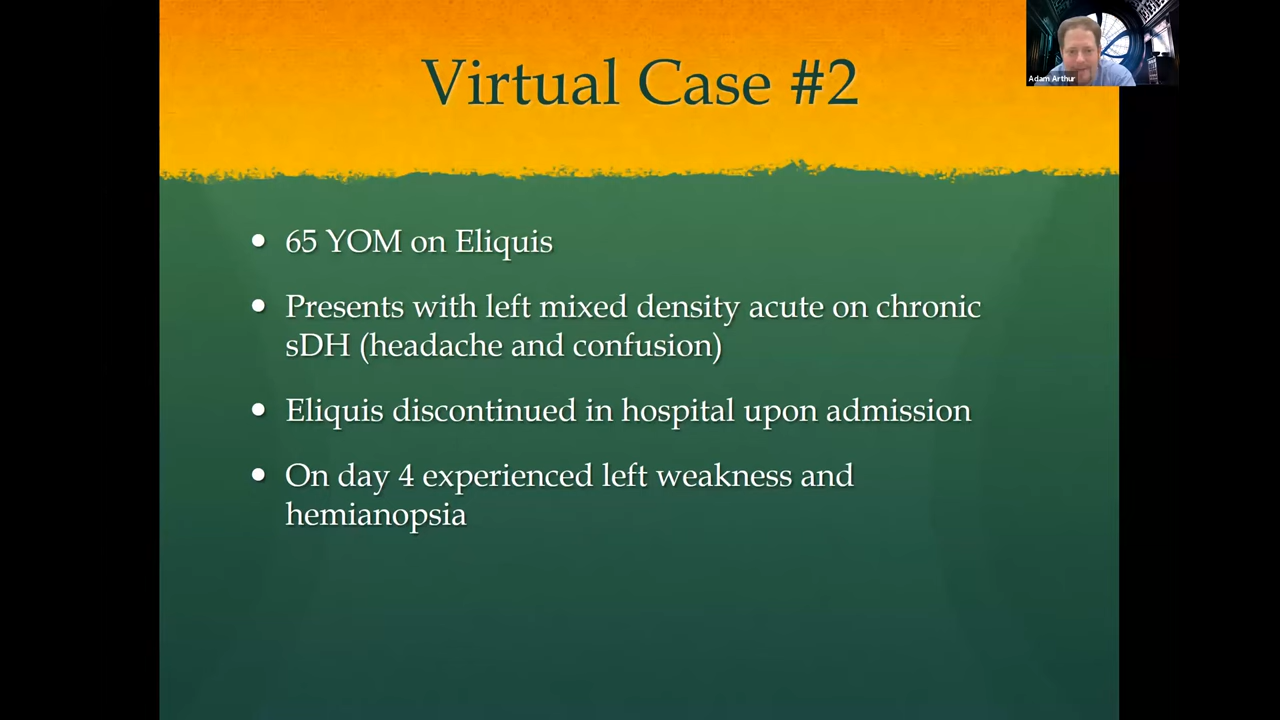 Adam Arthur
Virtual Case #2
• 65 YOM on Eliquis
• Presents with left mixed density acute on chronic
sDH (headache and confusion)
• Eliquis discontinued in hospital upon admission
• On day 4 experienced left weakness and
hemianopsia